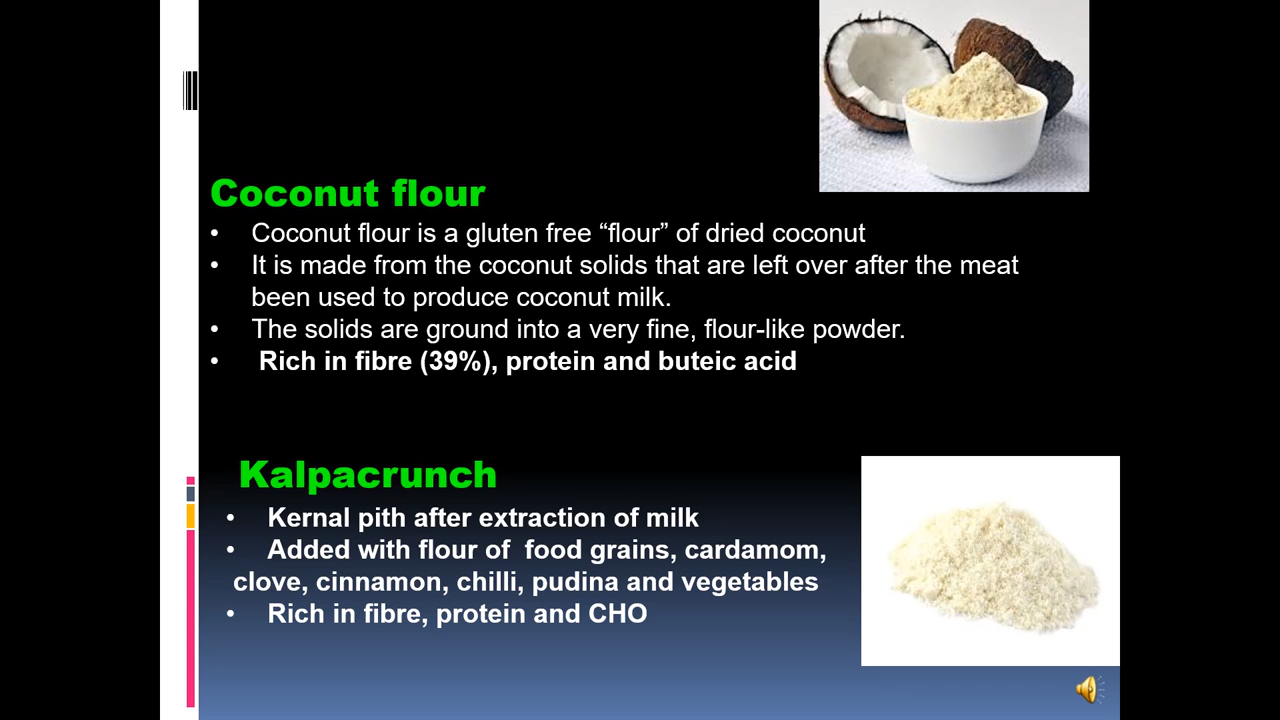 Coconut flour
• Coconut flour is a gluten free “flour” of dried coconut
• It is made from the coconut solids that are left over after the meat
been used to produce coconut milk.
• The solids are ground into a very fine, flour-like powder.
• Rich in fibre (39%), protein and buteic acid
Kalpacrunch
• Kernal pith after extraction of milk
• Added with flour of food grains, cardamom,
clove, cinnamon, chilli, pudina and vegetables
• Rich in fibre, protein and CHO